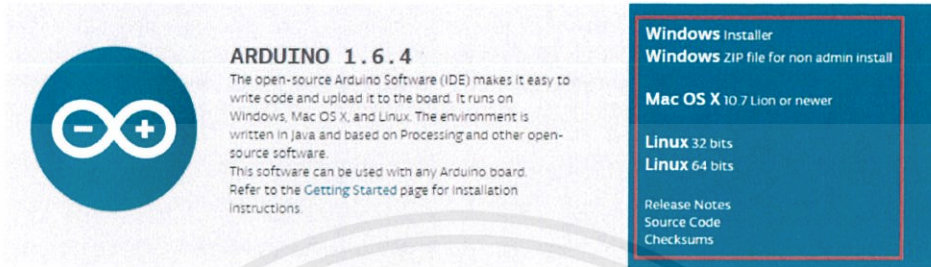 ARDUINO 1.6.4
The open-source Arduino Software (IDE) makes it easy to
write code and upload it to the board. It runs on
Windows, Mac OS X, and Linux. The environment is
written in Java and based on Processing and other open-
source software.
This software can be used with any Arduino board.
Refer to the Getting Started page for Installation
Instructions.
Windows Installer
Windows ZIP file for non admin install
Mac OS X 10.7 Lion or newer
Linux 32 bits
Linux 64 bits
Release Notes
Source Code
Checksums